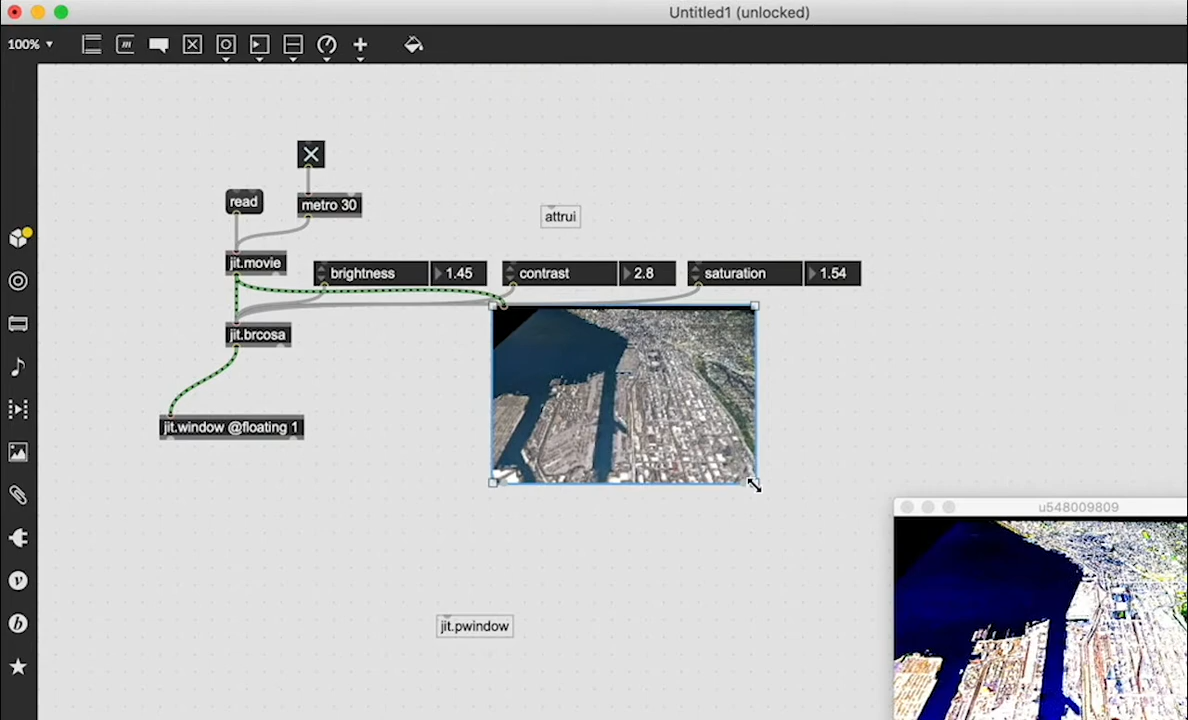 Untitled1 (unlocked)
100%
read
metro 30
attrui
jit.movie
brightness 1.45
contrast 2.8
saturation 1.54
jit.brcosa
jit.window @floating 1
u548009809
jit.pwindow